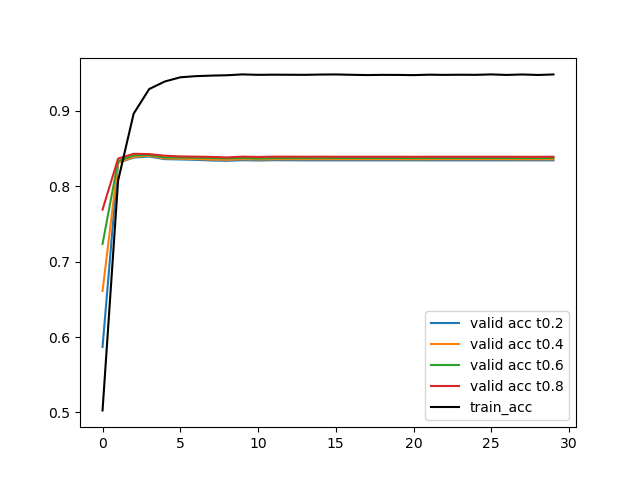 0.9
0.8
0.7
0.6
0.5
0 5 10 15 20 25 30
valid acc t0.2
valid acc t0.4
valid acc t0.6
valid acc t0.8
train_acc